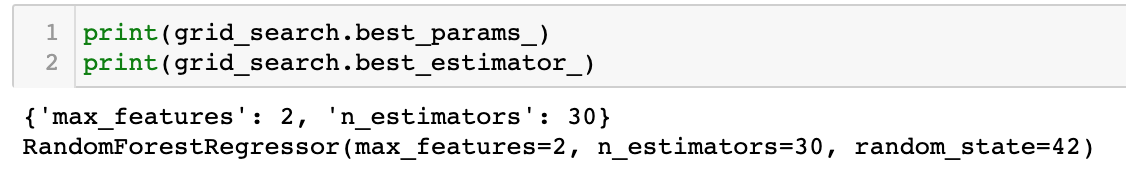 1 print(grid_search.best_params_)
2 print(grid_search.best_estimator_)
{'max_features': 2, 'n_estimators': 30}
RandomForestRegressor(max_features=2, n_estimators=30, random_state=42)